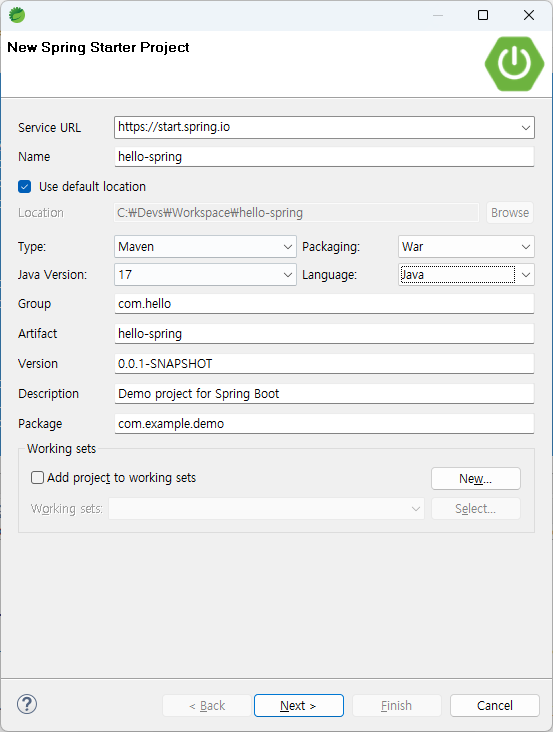 New Spring Starter Project
Service URL https://start.spring.io
Name hello-spring
Use default location
Location C:₩Devs₩Workspace₩hello-spring Browse
Type: Maven Packaging: War
Java Version: 17 Language: Java
Group com.hello
Artifact hello-spring
Version 0.0.1-SNAPSHOT
Description Demo project for Spring Boot
Package com.example.demo
Working sets
Add project to working sets New...
Working sets: Select...
? < Back Next > Finish Cancel